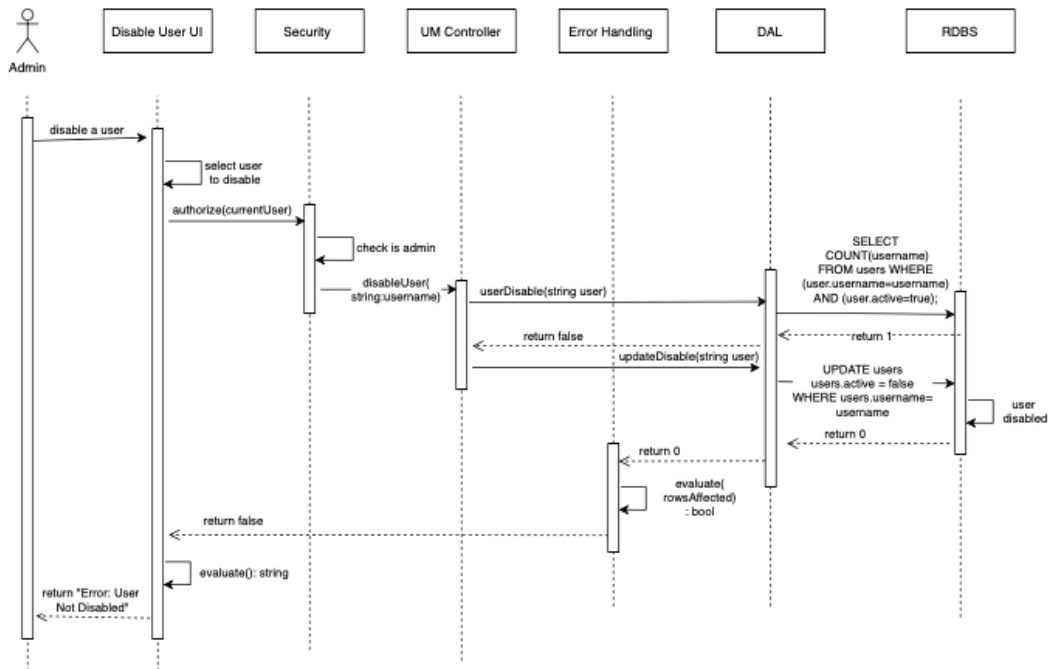 Admin
Disable User UI
Security
UM Controller
Error Handling
DAL
RDBS
disable a user
select user
to disable
authorize(currentUser)
check is admin
disableUser(
string:username)
userDisable(string user)
SELECT
COUNT(username)
FROM users WHERE
(user.username=username)
AND (user.active=true);
return 1
return false
updateDisable(string user)
UPDATE users
users.active = false
WHERE users.username=
username
user
disabled
return 0
return 0
evaluate(
rowsAffected)
: bool
return false
evaluate(): string
return "Error: User
Not Disabled"